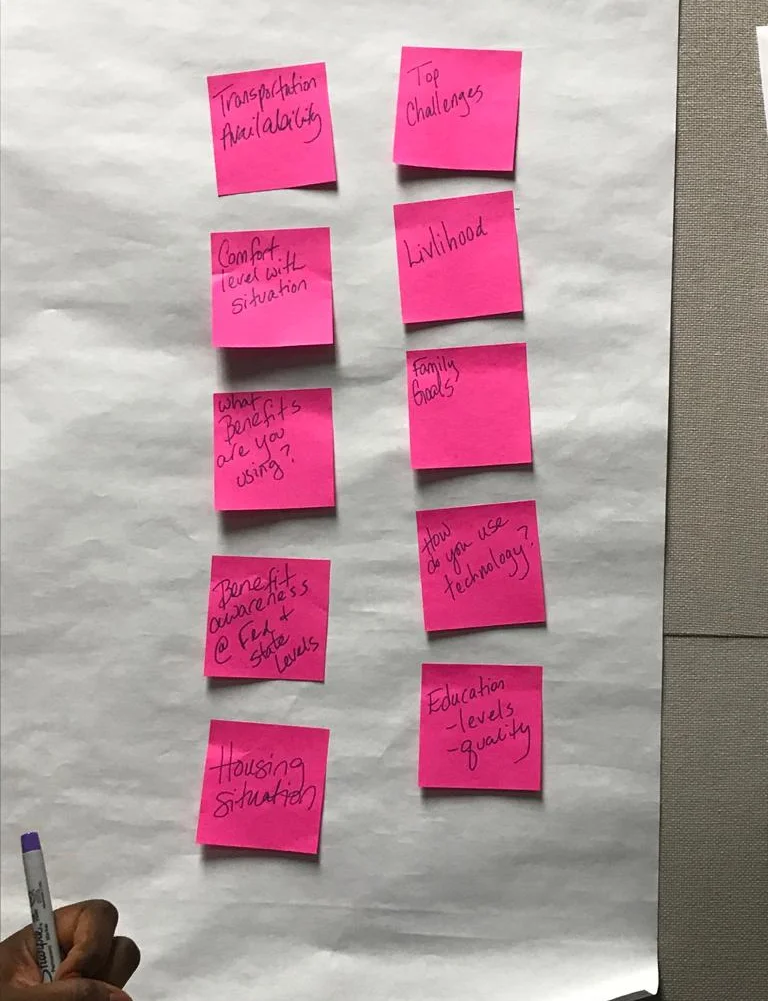 Transportation
Availability
Comfort
level with
situation
What
Benefits
are you
using?
Benefit
awareness
@ Fed +
State
Levels
Housing
situation
Top
Challenges
Livlihood
Family
Goals
How
do you use
technology?
Education
-levels
-quality
Sharpie